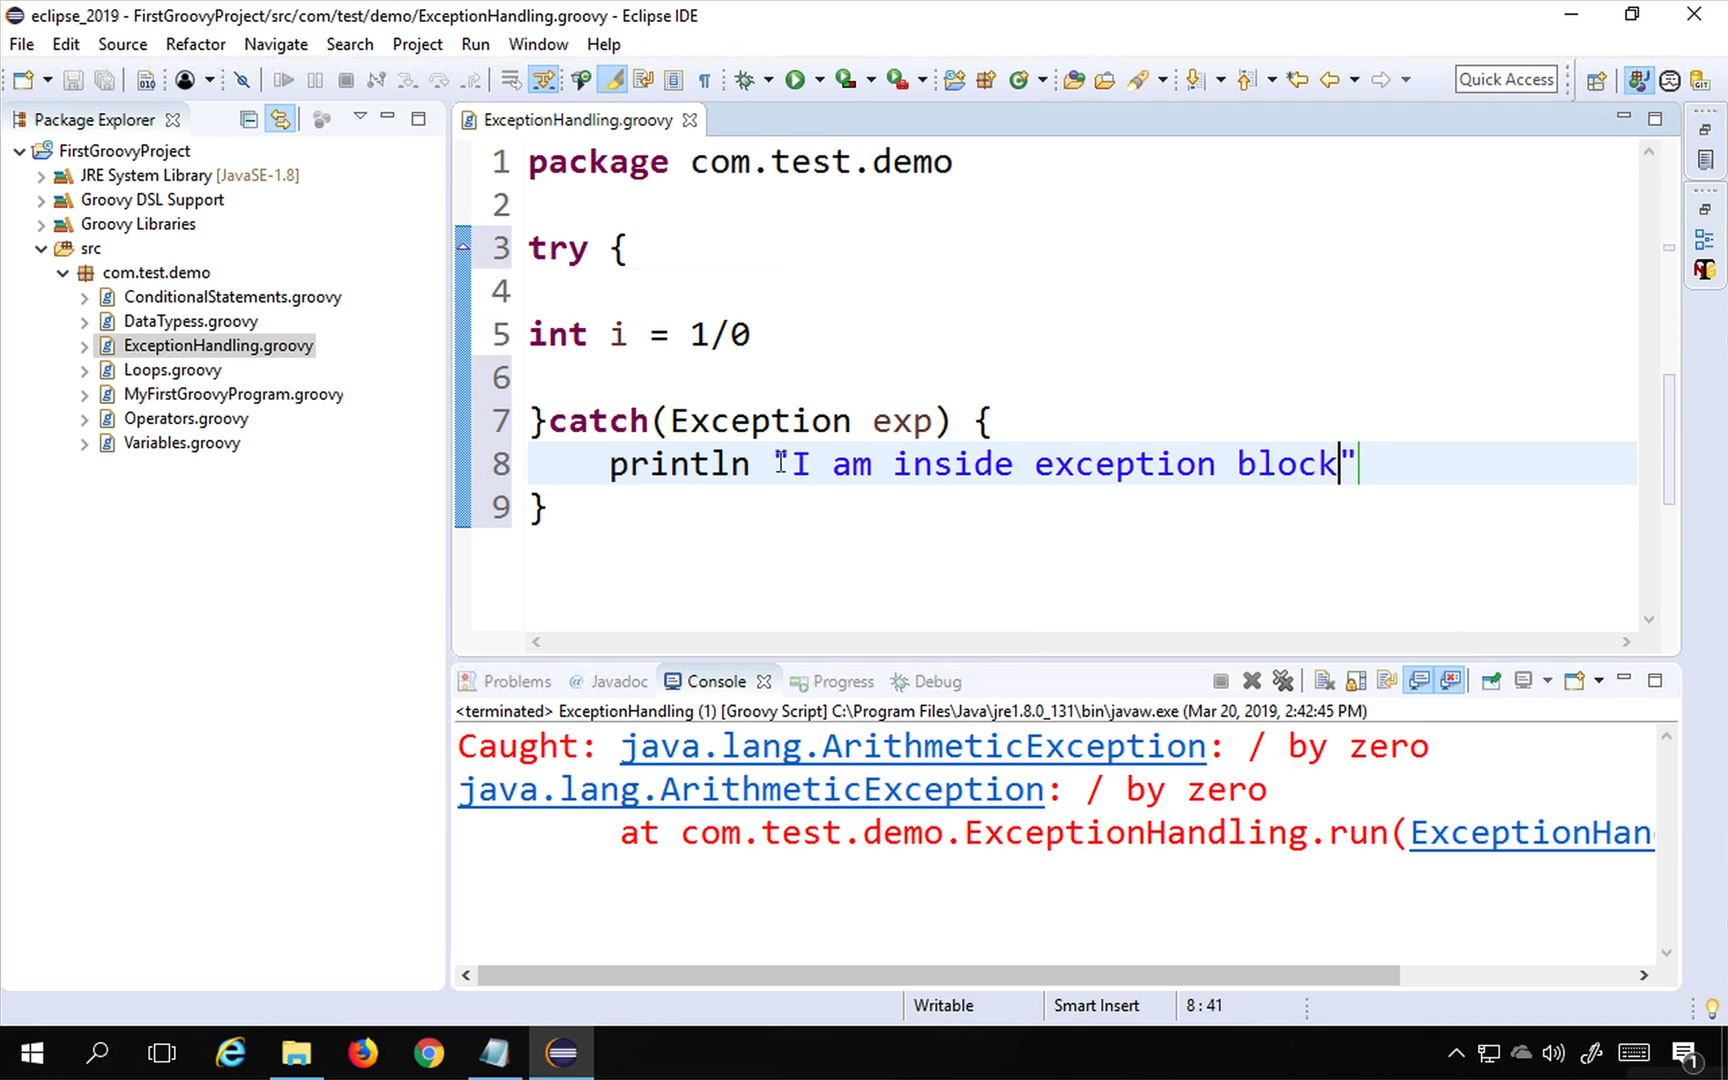 eclipse_2019 - FirstGroovyProject/src/com/test/demo/ExceptionHandling.groovy - Eclipse IDE
File Edit Source Refactor Navigate Search Project Run Window Help
Quick Access
Package Explorer
FirstGroovyProject
JRE System Library [JavaSE-1.8]
Groovy DSL Support
Groovy Libraries
src
com.test.demo
ConditionalStatements.groovy
DataTypess.groovy
ExceptionHandling.groovy
Loops.groovy
MyFirstGroovyProgram.groovy
Operators.groovy
Variables.groovy
ExceptionHandling.groovy
1 package com.test.demo
2
3 try {
4
5 int i = 1/0
6
7 }catch(Exception exp) {
8 println "I am inside exception block"
9 }
Problems @ Javadoc Console Progress Debug
<terminated> ExceptionHandling (1) [Groovy Script] C:\Program Files\Java\jre1.8.0_131\bin\javaw.exe (Mar 20, 2019, 2:42:45 PM)
Caught: java.lang.ArithmeticException: / by zero
java.lang.ArithmeticException: / by zero
at com.test.demo.ExceptionHandling.run(ExceptionHan
Writable Smart Insert 8 : 41
1